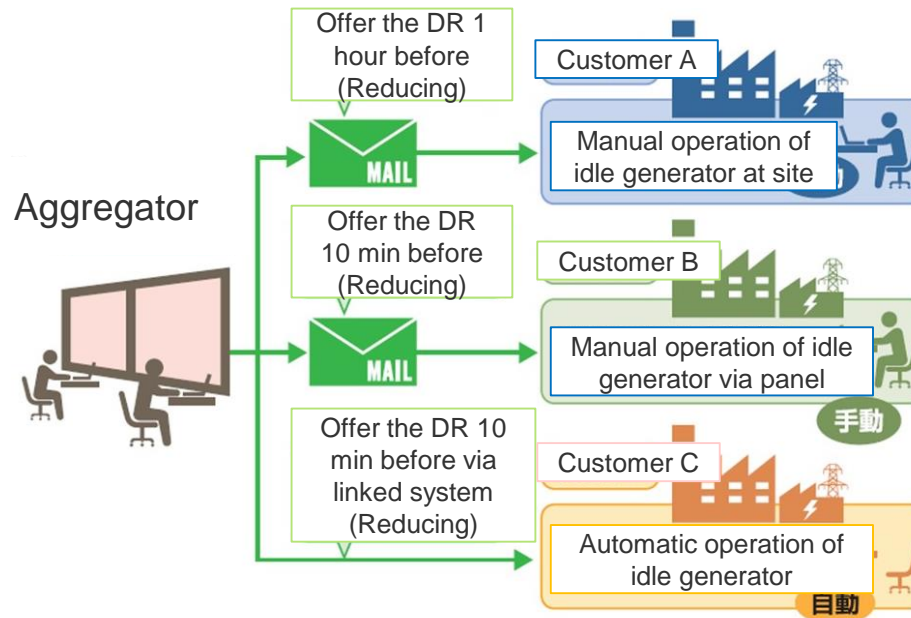 Aggregator
Offer the DR 1
hour before
(Reducing)
MAIL
Customer A
Manual operation of
idle generator at site
Offer the DR
10 min before
(Reducing)
MAIL
Customer B
Manual operation of idle
generator via panel
手動
Offer the DR 10
min before via
linked system
(Reducing)
Customer C
Automatic operation of
idle generator
自動